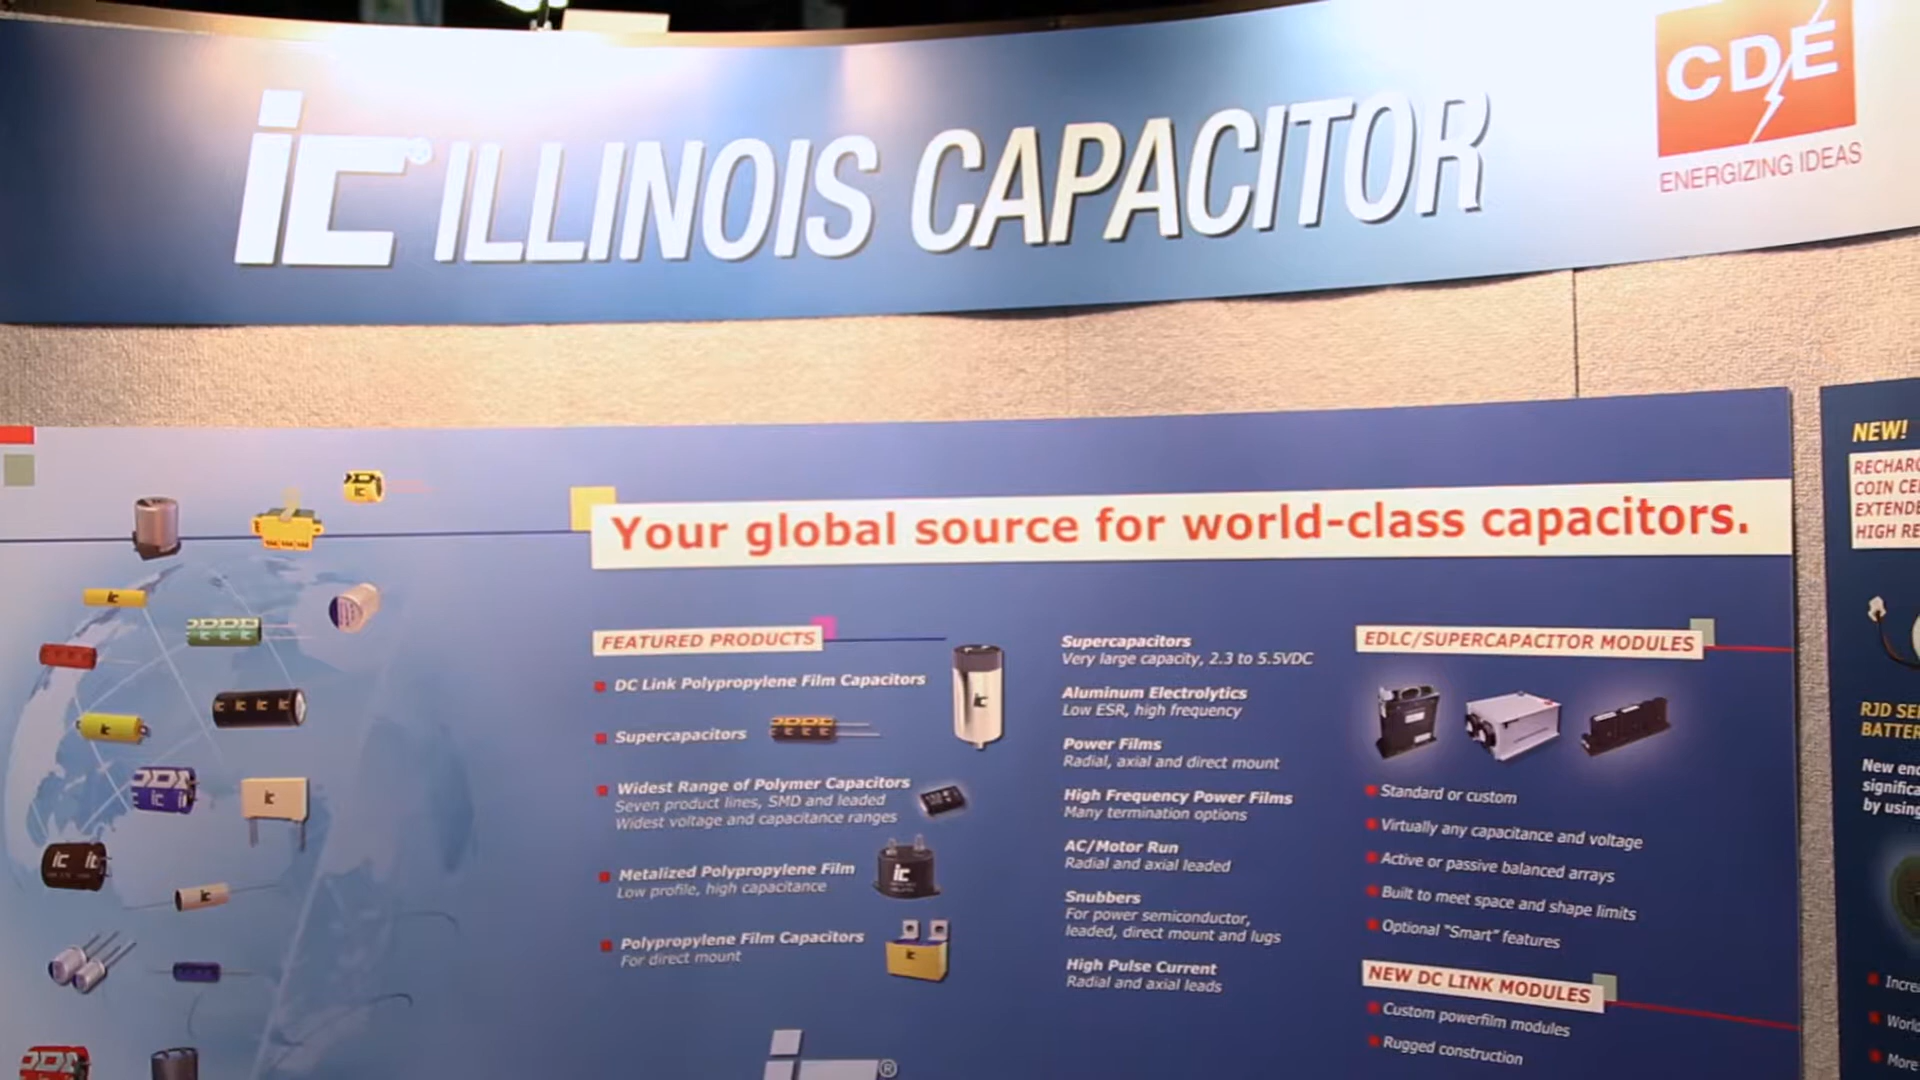 ic ILLINOIS CAPACITOR
CDE
ENERGIZING IDEAS
Your global source for world-class capacitors.
FEATURED PRODUCTS
DC Link Polypropylene Film Capacitors
Supercapacitors
Widest Range of Polymer Capacitors
Seven product lines, SMD and leaded
Widest voltage and capacitance ranges
Metalized Polypropylene Film
Low profile, high capacitance
Polypropylene Film Capacitors
For direct mount
Supercapacitors
Very large capacity, 2.3 to 5.5VDC
Aluminum Electrolytics
Low ESR, high frequency
Power Films
Radial, axial and direct mount
High Frequency Power Films
Many termination options
AC/Motor Run
Radial and axial leaded
Snubbers
For power semiconductor,
leaded, direct mount and lugs
High Pulse Current
Radial and axial leads
EDLC/SUPERCAPACITOR MODULES
Standard or custom
Virtually any capacitance and voltage
Active or passive balanced arrays
Built to meet space and shape limits
Optional "Smart" features
NEW DC LINK MODULES
Custom powerfilm modules
Rugged construction
®
NEW!
COIN
HIGH
RJD
New
by using
More